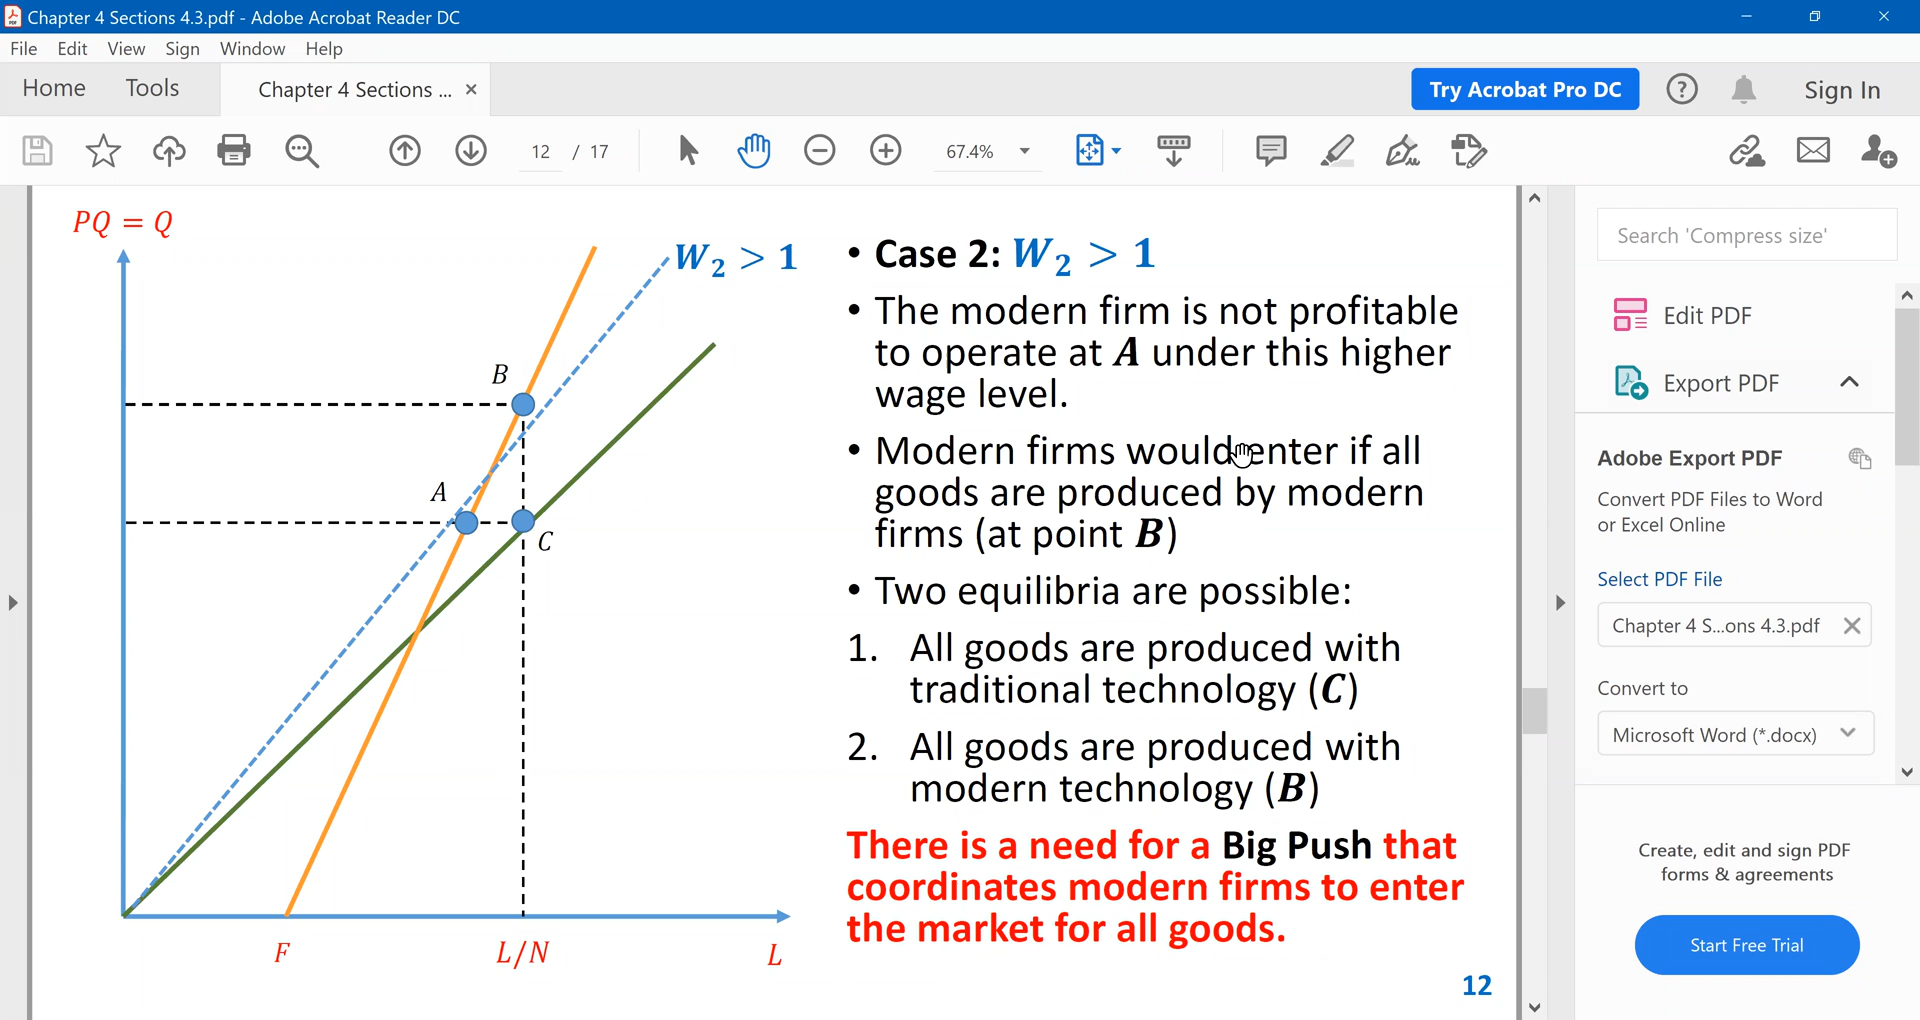 Chapter 4 Sections 4.3.pdf - Adobe Acrobat Reader DC
File Edit View Sign Window Help
Home Tools Chapter 4 Sections ... × Try Acrobat Pro DC ? Sign In
12 / 17 67.4%
PQ = Q
W₂ > 1
B
A
C
F
L/N
L
• Case 2: W₂ > 1
• The modern firm is not profitable
to operate at A under this higher
wage level.
• Modern firms would enter if all
goods are produced by modern
firms (at point B)
• Two equilibria are possible:
1. All goods are produced with
traditional technology (C)
2. All goods are produced with
modern technology (B)
There is a need for a Big Push that
coordinates modern firms to enter
the market for all goods.
12
Search 'Compress size'
Edit PDF
Export PDF
Adobe Export PDF
Convert PDF Files to Word
or Excel Online
Select PDF File
Chapter 4 S...ons 4.3.pdf
Convert to
Microsoft Word (*.docx)
Create, edit and sign PDF
forms & agreements
Start Free Trial